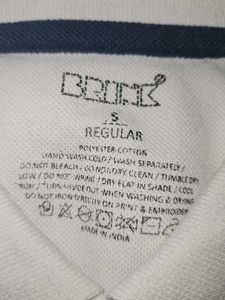 BRINK
S
REGULAR
POLYESTER-COTTON
HAND WASH COLD / WASH SEPARATELY /
DO NOT BLEACH / DO NOT DRY CLEAN / TUMBLE DRY
LOW / DO NOT WRING / DRY FLAT IN SHADE / COOL
IRON / TURN INSIDE OUT WHEN WASHING & DRYING
DO NOT IRON DIRECTLY ON PRINT & EMBROIDER
MADE IN INDIA